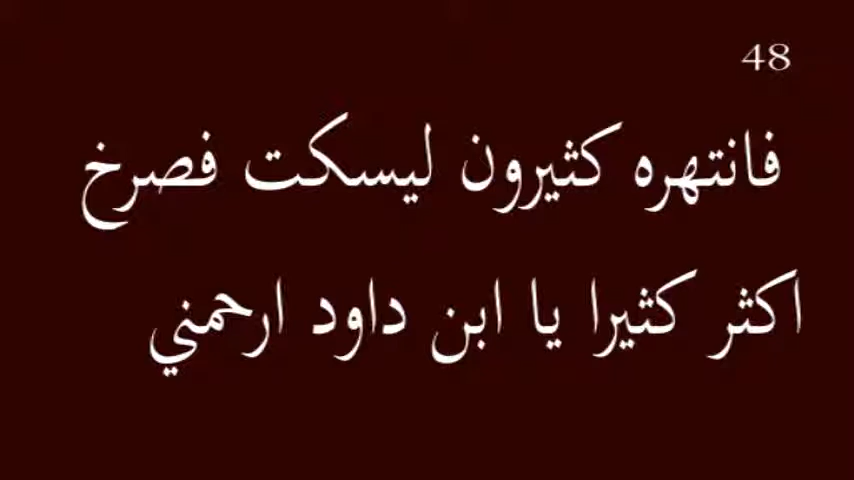 48
فانتهره كثيرون ليسكت فصرخ
اكثر كثيرا يا ابن داود ارحمني